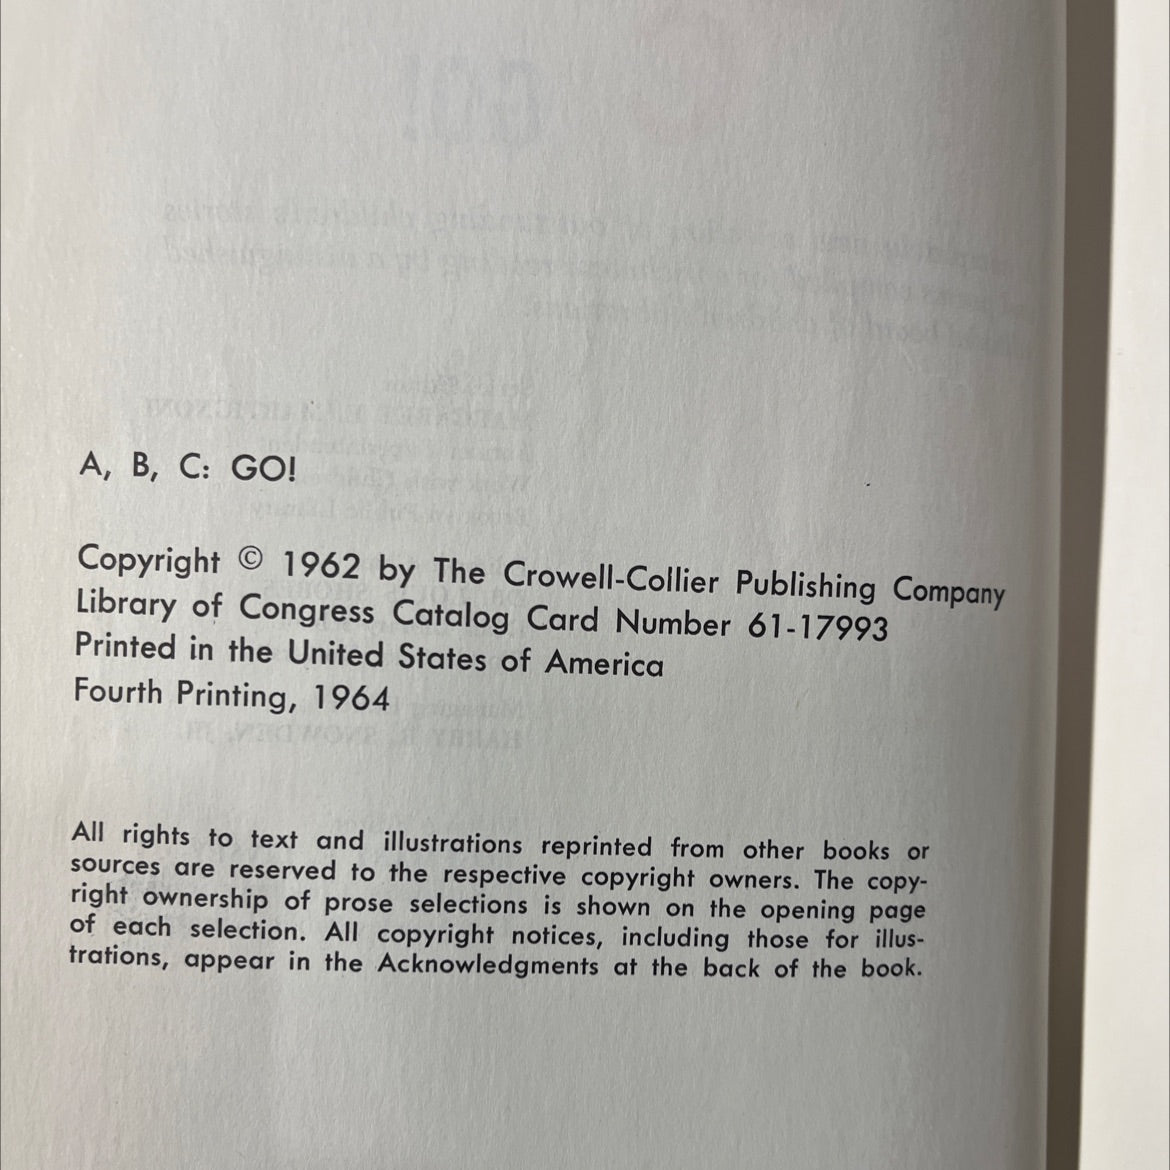 A, B, C: GO!
Copyright © 1962 by The Crowell-Collier Publishing Company
Library of Congress Catalog Card Number 61-17993
Printed in the United States of America
Fourth Printing, 1964
All rights to text and illustrations reprinted from other books or
sources are reserved to the respective copyright owners. The copy-
right ownership of prose selections is shown on the opening page
of each selection. All copyright notices, including those for illus-
trations, appear in the Acknowledgments at the back of the book.